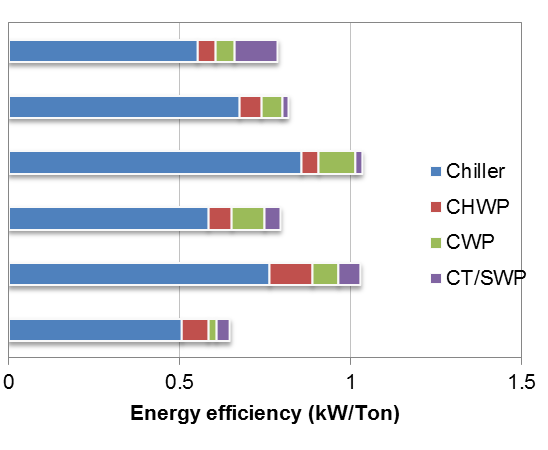 Chiller
CHWP
CWP
CT/SWP
0 0.5 1 1.5
Energy efficiency (kW/Ton)